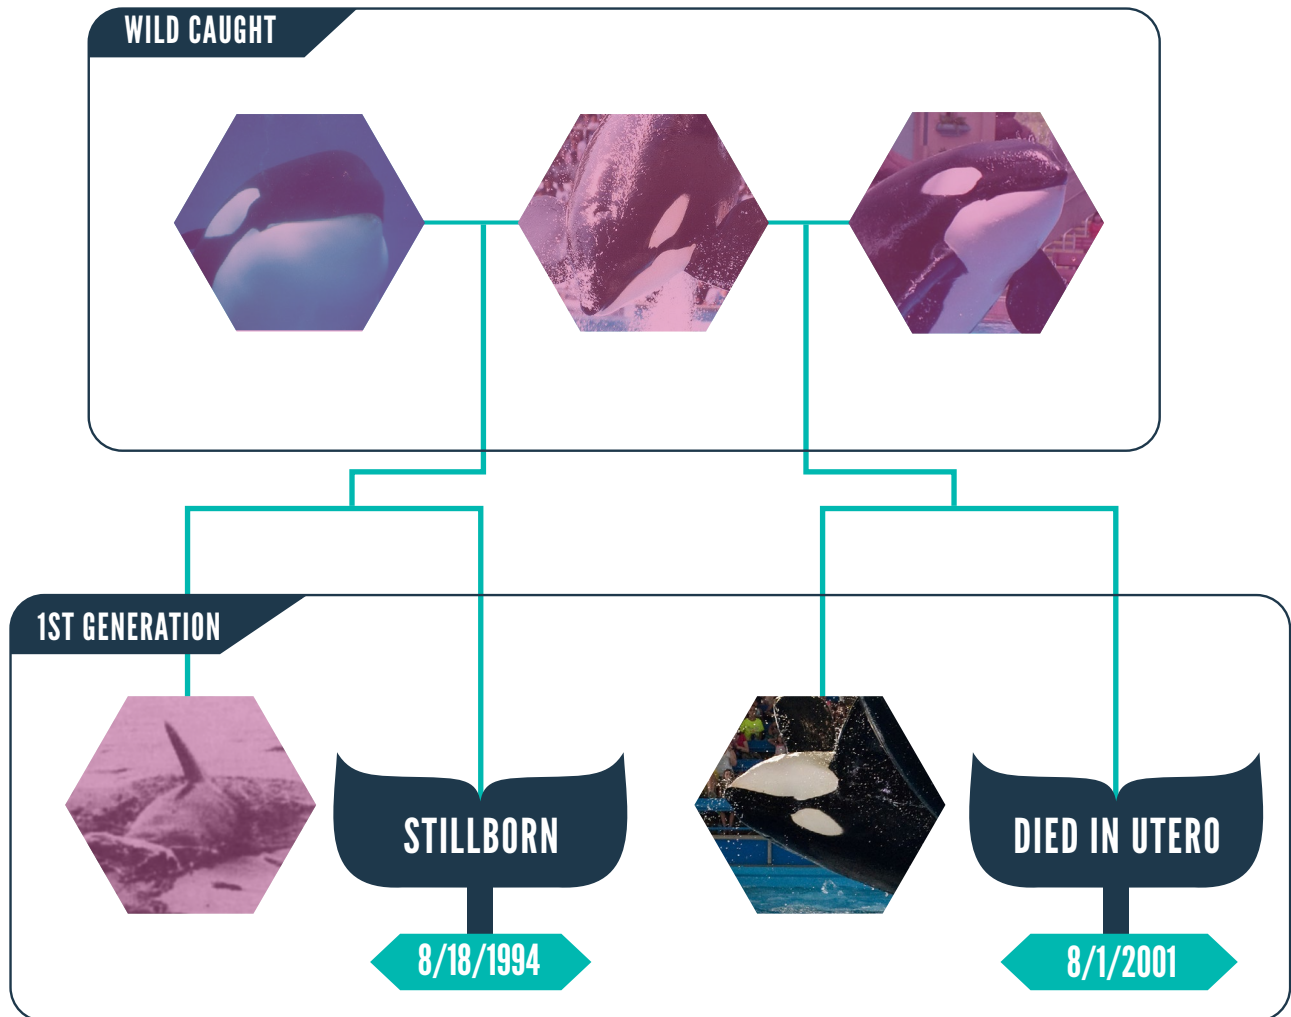 WILD CAUGHT
1ST GENERATION
STILLBORN
DIED IN UTERO
8/18/1994
8/1/2001